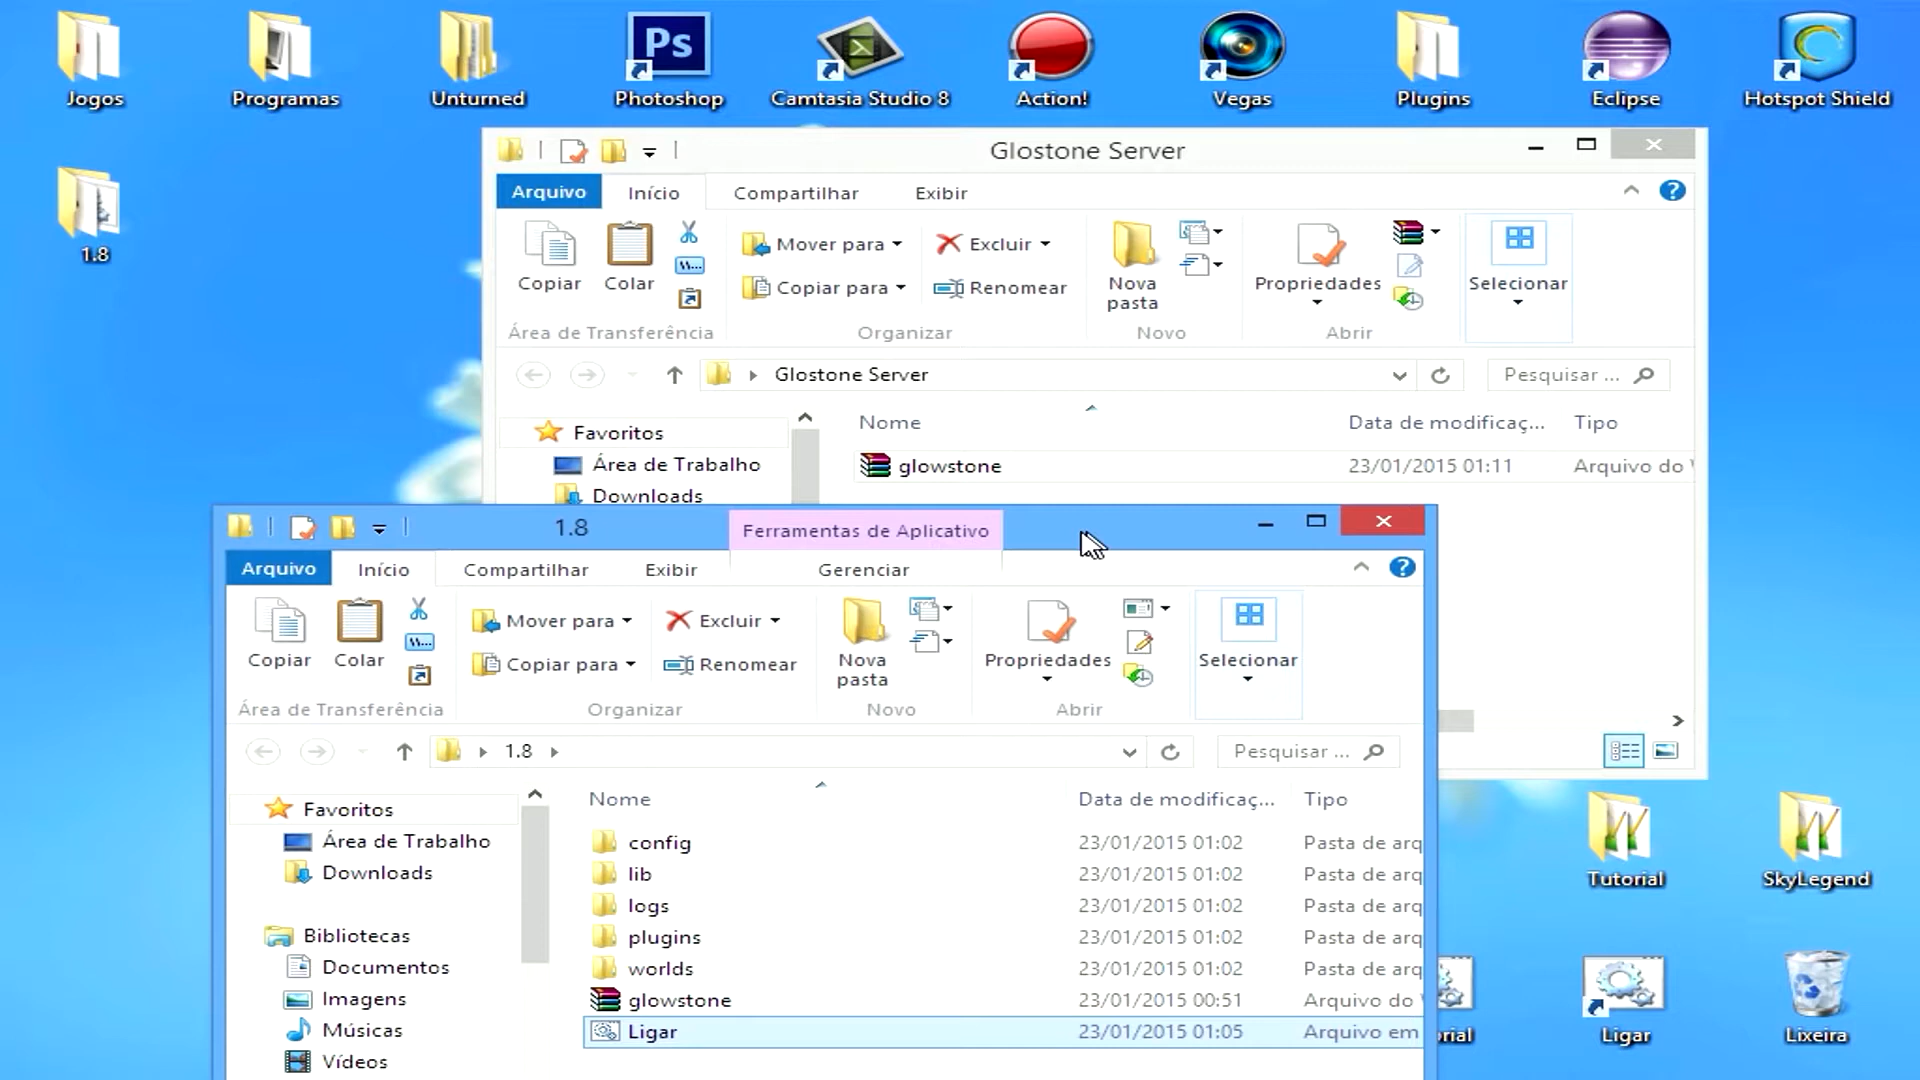 Jogos
Programas
Unturned
Ps
Photoshop
Camtasia Studio 8
Action!
Vegas
Plugins
Eclipse
Hotspot Shield
1.8
Glostone Server
Arquivo
Início
Compartilhar
Exibir
Copiar
Colar
Mover para
Copiar para
Excluir
Renomear
Nova
pasta
Propriedades
Selecionar
Área de Transferência
Organizar
Novo
Abrir
Glostone Server
Pesquisar ...
Favoritos
Área de Trabalho
Downloads
Nome
Data de modificaç...
Tipo
glowstone
23/01/2015 01:11
Arquivo do
1.8
Ferramentas de Aplicativo
Arquivo
Início
Compartilhar
Exibir
Gerenciar
Copiar
Colar
Mover para
Copiar para
Excluir
Renomear
Nova
pasta
Propriedades
Selecionar
Área de Transferência
Organizar
Novo
Abrir
1.8
Pesquisar ...
Favoritos
Área de Trabalho
Downloads
Bibliotecas
Documentos
Imagens
Músicas
Vídeos
Nome
Data de modificaç...
Tipo
config
23/01/2015 01:02
Pasta de arq
lib
23/01/2015 01:02
Pasta de arq
logs
23/01/2015 01:02
Pasta de arq
plugins
23/01/2015 01:02
Pasta de arq
worlds
23/01/2015 01:02
Pasta de arq
glowstone
23/01/2015 00:51
Arquivo do
Ligar
23/01/2015 01:05
Arquivo em
Tutorial
SkyLegend
rial
Ligar
Lixeira